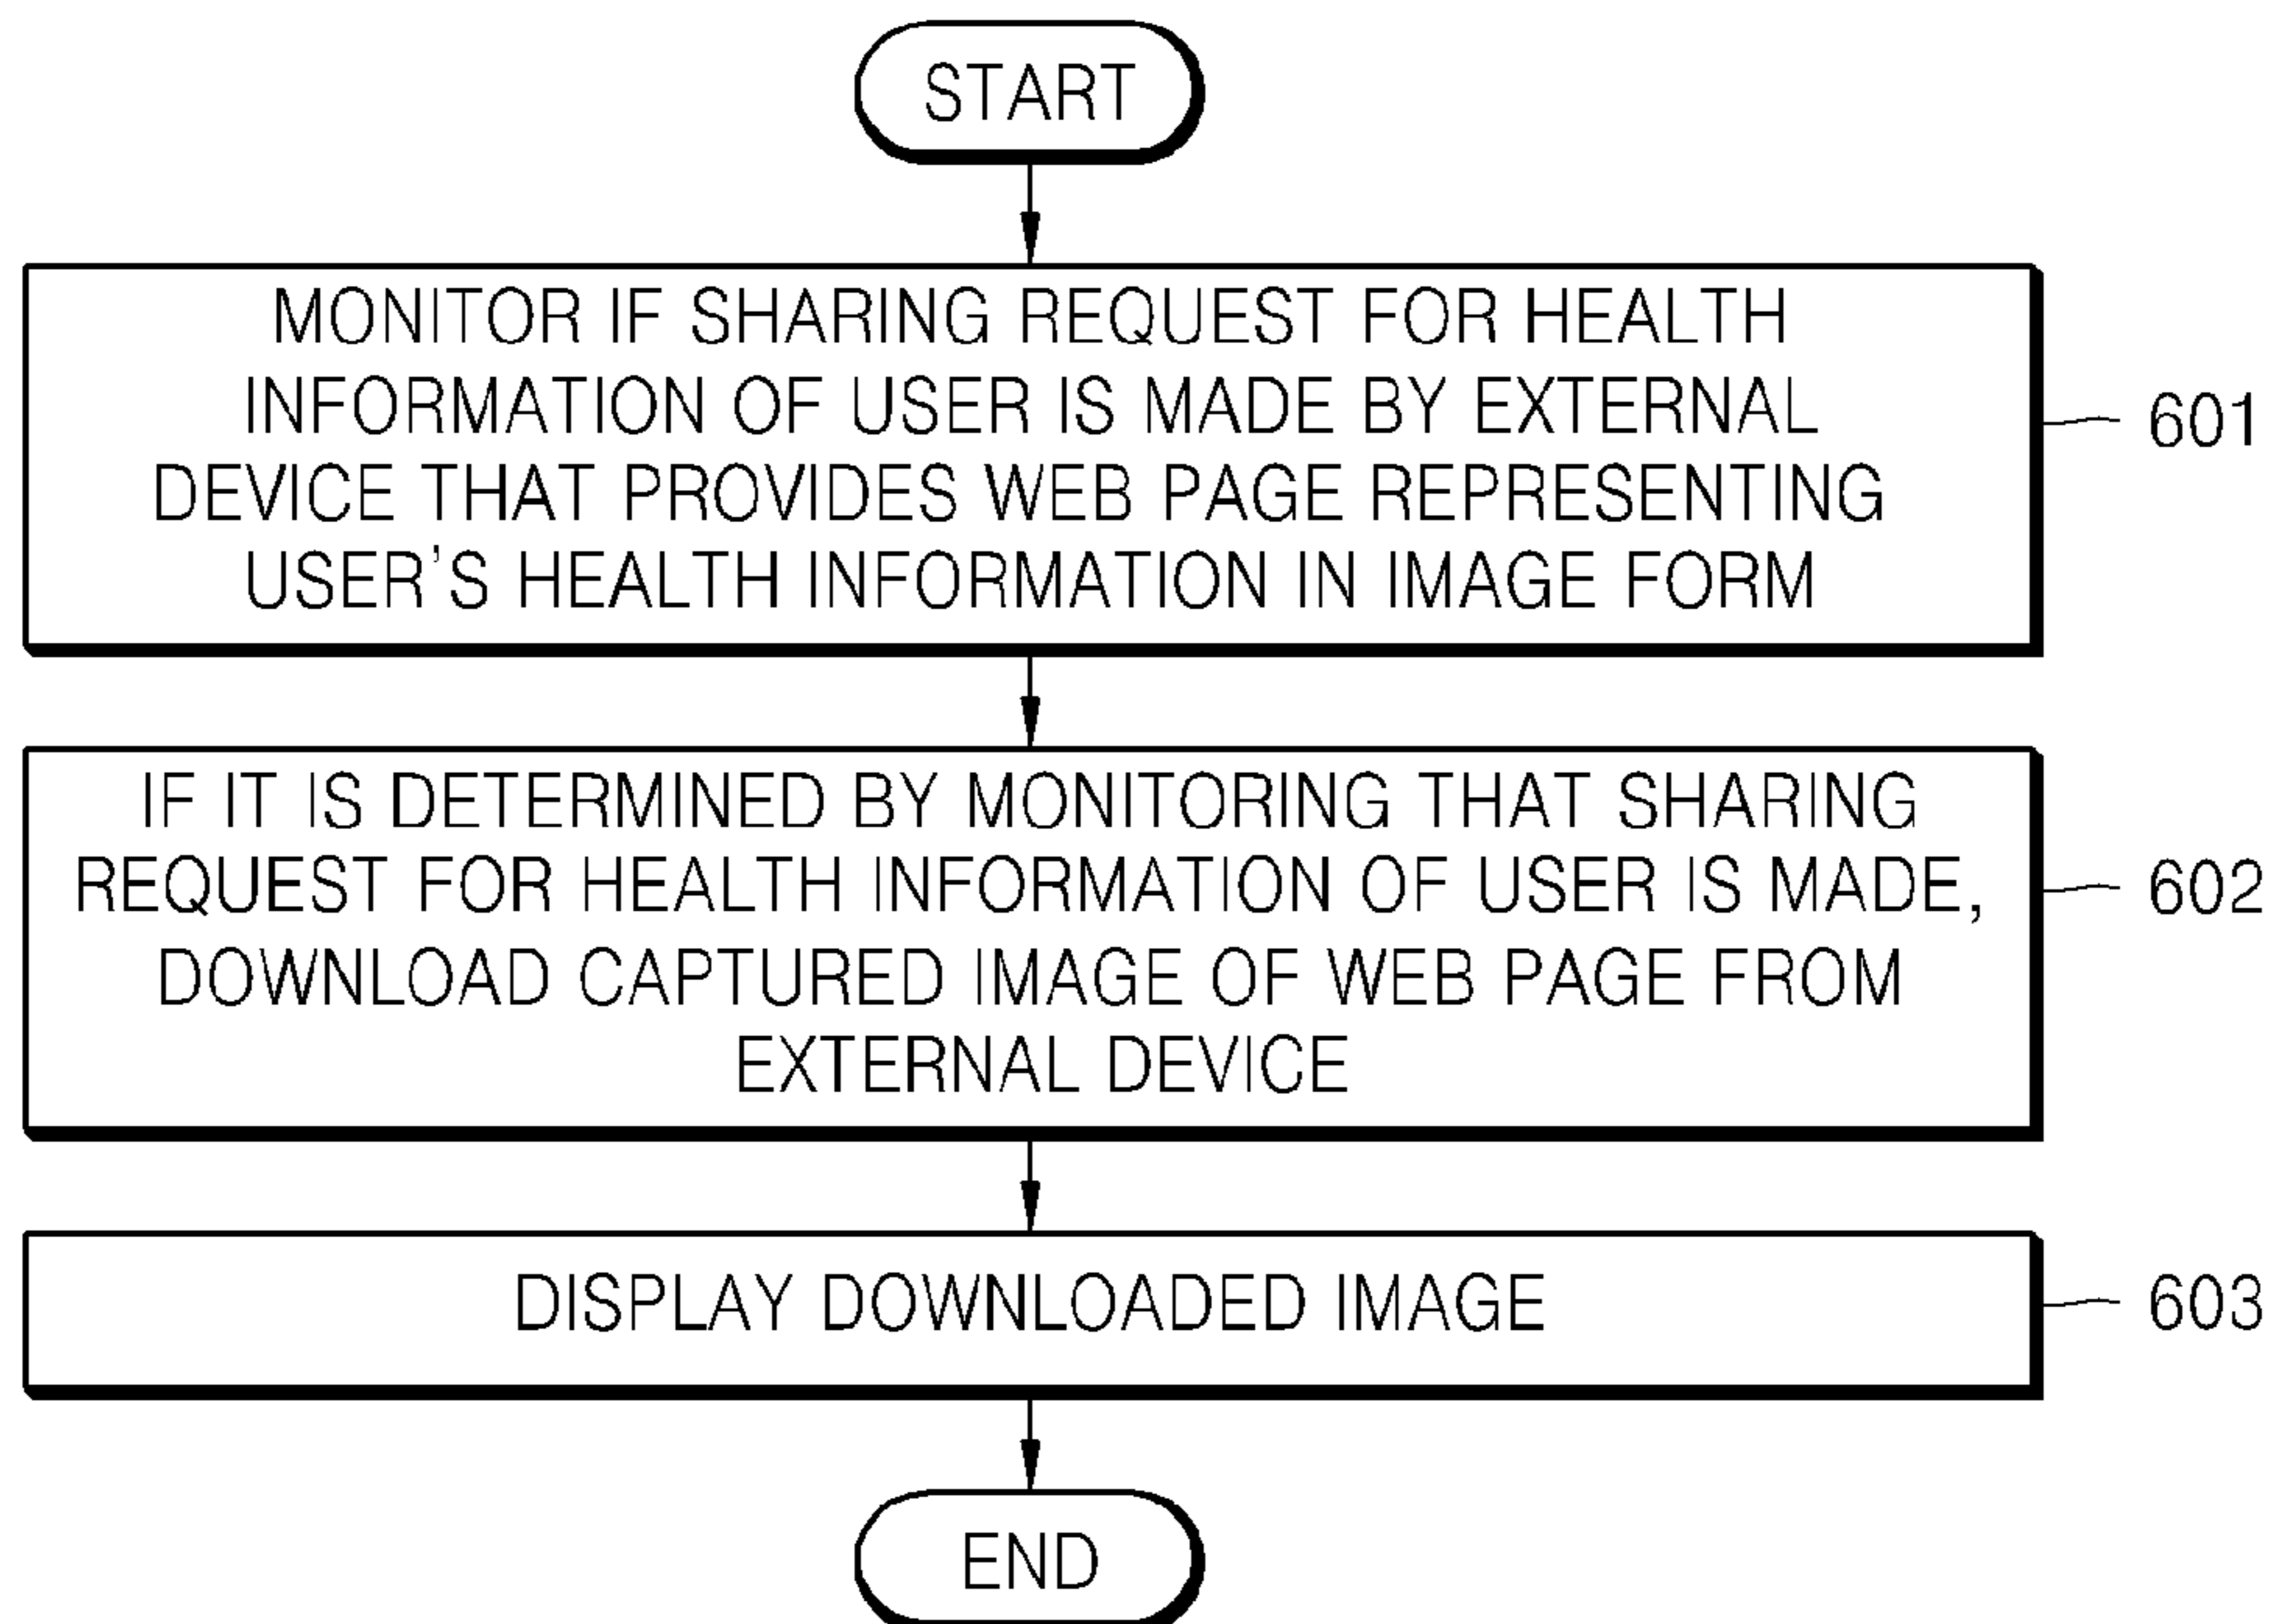 START
MONITOR IF SHARING REQUEST FOR HEALTH
INFORMATION OF USER IS MADE BY EXTERNAL
DEVICE THAT PROVIDES WEB PAGE REPRESENTING
USER'S HEALTH INFORMATION IN IMAGE FORM
601
IF IT IS DETERMINED BY MONITORING THAT SHARING
REQUEST FOR HEALTH INFORMATION OF USER IS MADE,
DOWNLOAD CAPTURED IMAGE OF WEB PAGE FROM
EXTERNAL DEVICE
602
DISPLAY DOWNLOADED IMAGE
603
END